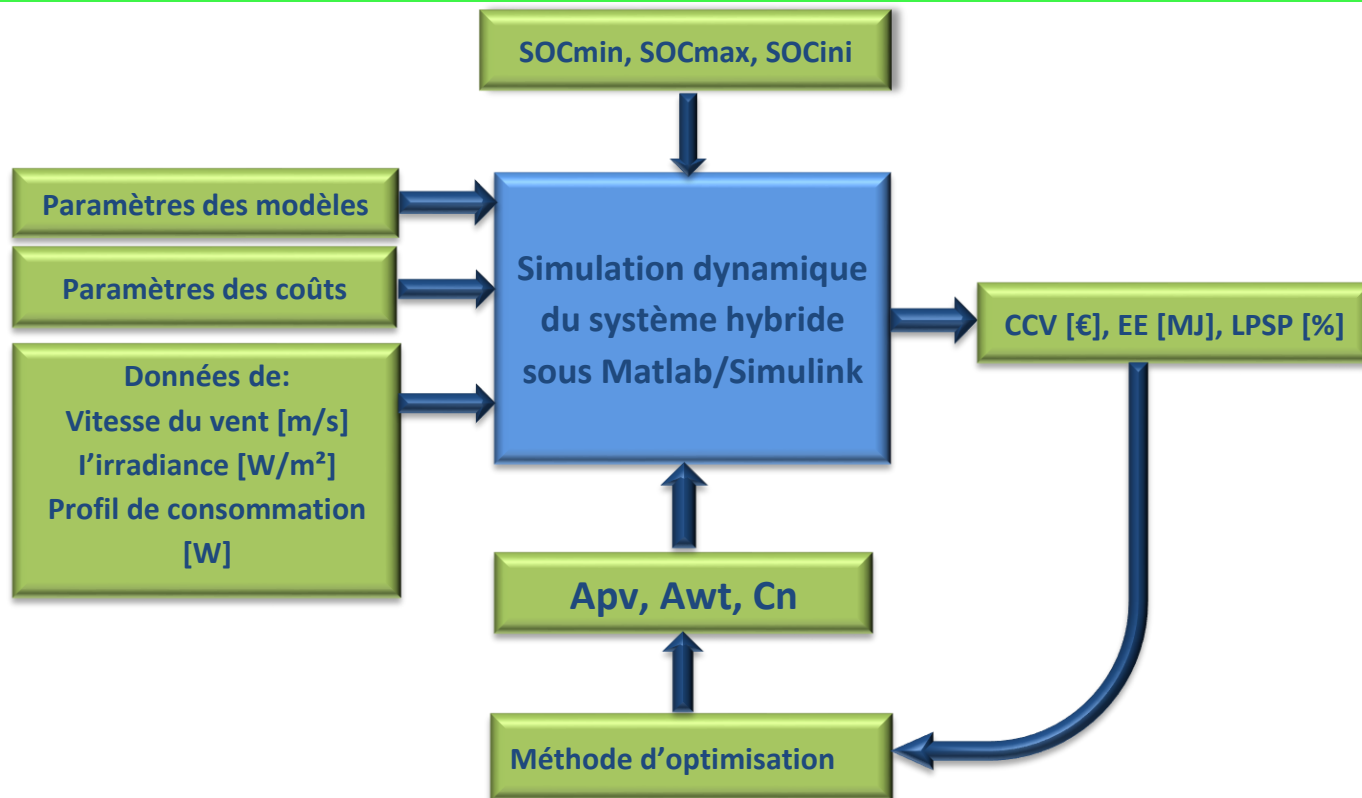 SOCmin, SOCmax, SOCini
Paramètres des modèles
Paramètres des coûts
Données de:
Vitesse du vent [m/s]
I’irradiance [W/m²]
Profil de consommation
[W]
Simulation dynamique
du système hybride
sous Matlab/Simulink
CCV [€], EE [MJ], LPSP [%]
Apv, Awt, Cn
Méthode d’optimisation